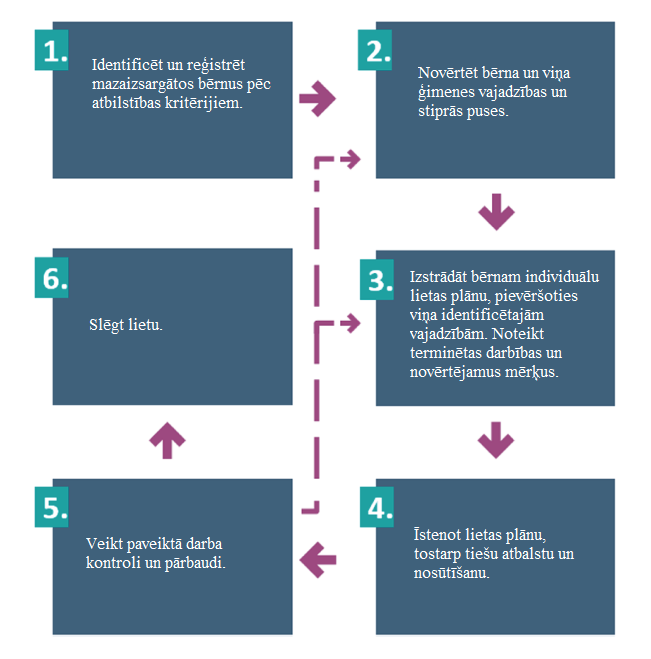 1.
Identificēt un reģistrēt
mazaizsargātos bērnus pēc
atbilstības kritērijiem.
2.
Novērtēt bērna un viņa
ģimenes vajadzības un
stiprās puses.
3.
Izstrādāt bērnam individuālu
lietas plānu, pievēršoties
viņa identificētajām
vajadzībām. Noteikt
terminētas darbības un
novērtējamus mērķus.
4.
Īstenot lietas plānu,
tostarp tiešu atbalstu un
nosūtīšanu.
5.
Veikt paveiktā darba
kontroli un pārbaudi.
6.
Slēgt lietu.